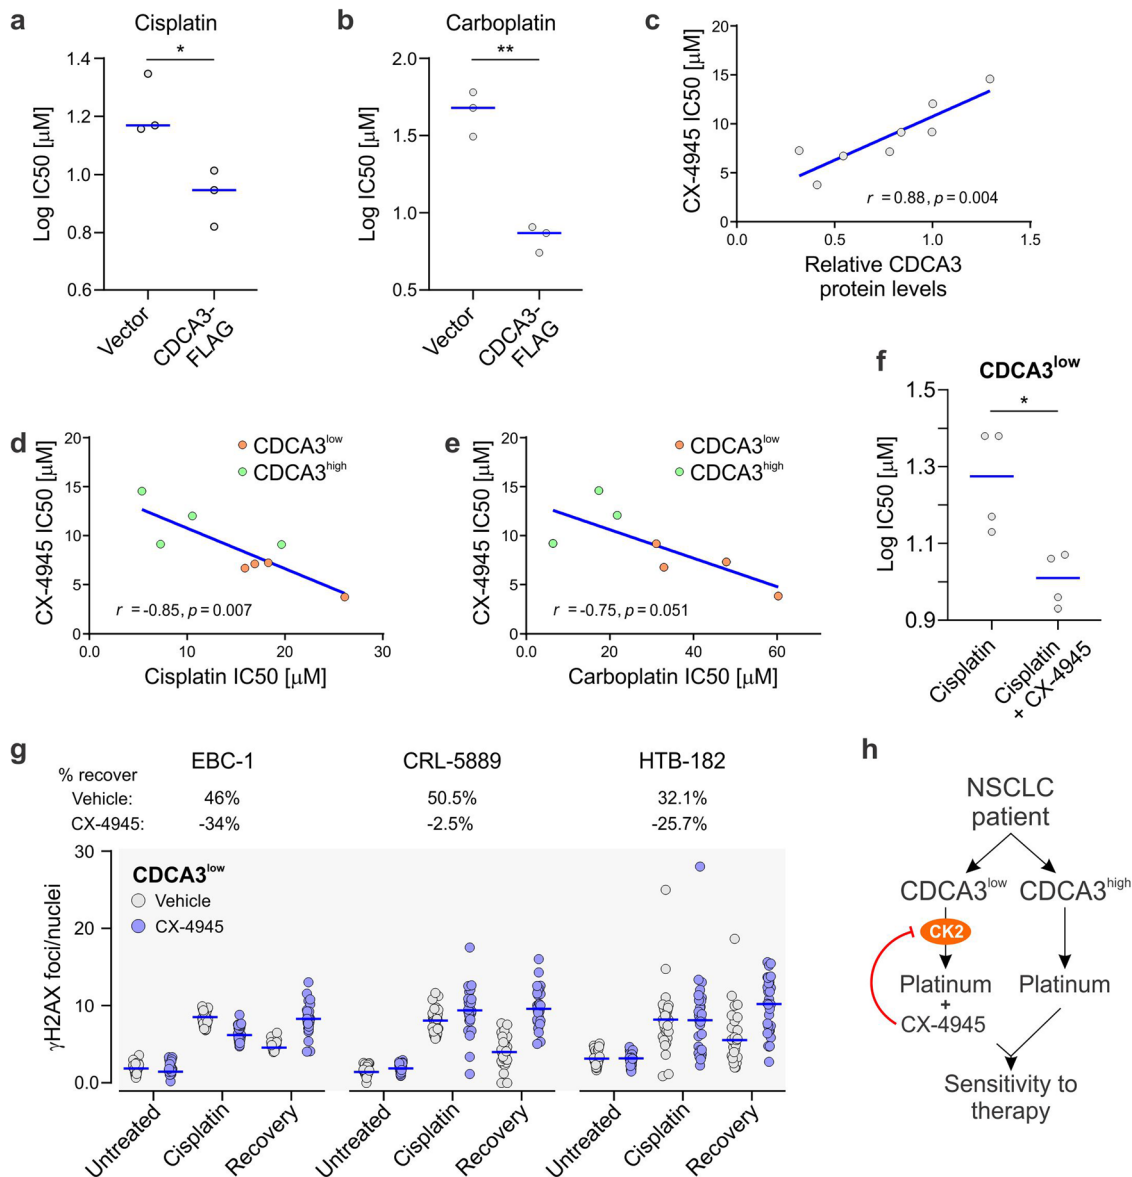 a
Cisplatin
*
1.4
1.2
1.0
0.8
0.6
Log IC50 [µM]
Vector
CDCA3-
FLAG
b
Carboplatin
**
2.0
1.5
1.0
0.5
Log IC50 [µM]
Vector
CDCA3-
FLAG
c
20
15
10
5
0
CX-4945 IC50 [µM]
r = 0.88, p = 0.004
0.0 0.5 1.0 1.5
Relative CDCA3
protein levels
d
20
15
10
5
0
CX-4945 IC50 [µM]
CDCA3low
CDCA3high
r = -0.85, p = 0.007
0.0 10 20 30
Cisplatin IC50 [µM]
e
20
15
10
5
0
CX-4945 IC50 [µM]
CDCA3low
CDCA3high
r = -0.75, p = 0.051
0.0 20 40 60
Carboplatin IC50 [µM]
f
CDCA3low
*
1.5
1.3
1.1
0.9
Log IC50 [µM]
Cisplatin
Cisplatin
+ CX-4945
g
EBC-1 CRL-5889 HTB-182
% recover
Vehicle: 46% 50.5% 32.1%
CX-4945: -34% -2.5% -25.7%
30
20
10
0.0
γH2AX foci/nuclei
CDCA3low
Vehicle
CX-4945
Untreated Cisplatin Recovery Untreated Cisplatin Recovery Untreated Cisplatin Recovery
h
NSCLC
patient
CDCA3low CDCA3high
CK2
Platinum Platinum
+
CX-4945
Sensitivity to
therapy